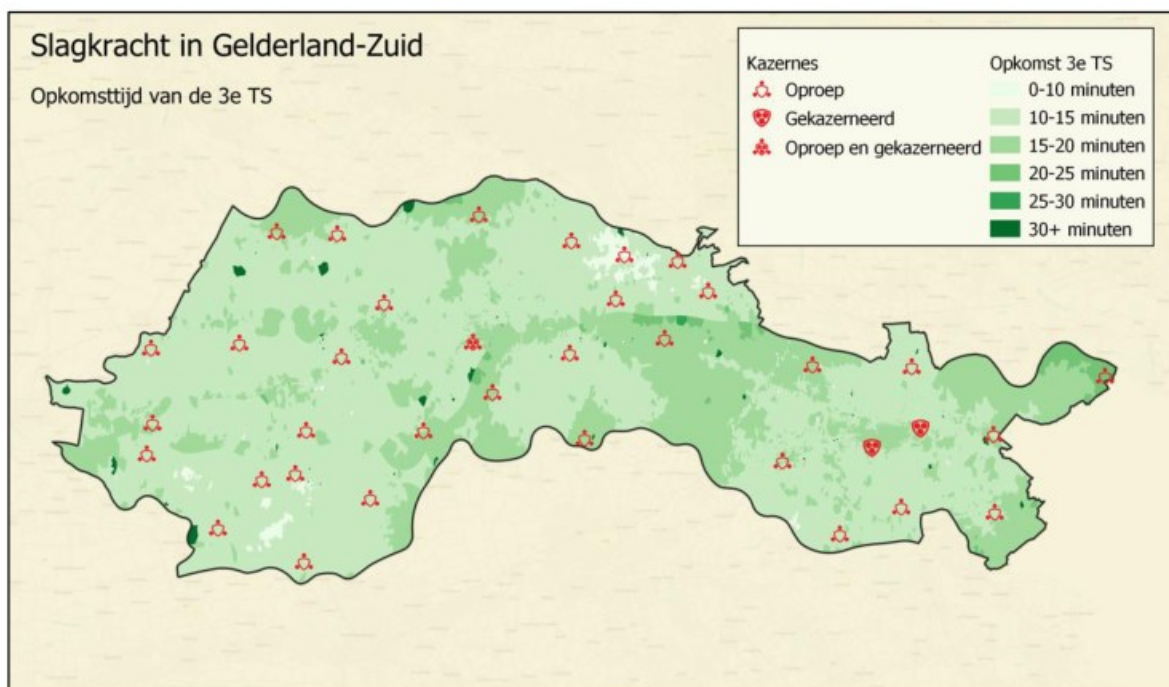 Slagkracht in Gelderland-Zuid
Opkomsttijd van de 3e TS
Kazernes
Oproep
Gekazerneerd
Oproep en gekazerneerd
Opkomst 3e TS
0-10 minuten
10-15 minuten
15-20 minuten
20-25 minuten
25-30 minuten
30+ minuten